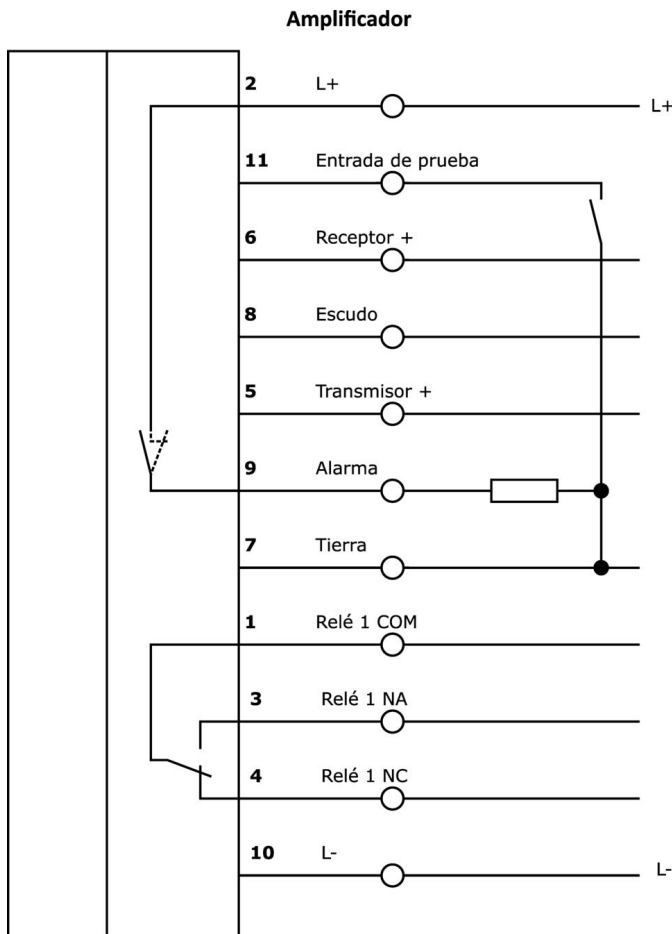 Amplificador
2 L+
L+
11 Entrada de prueba
6 Receptor +
8 Escudo
5 Transmisor +
9 Alarma
7 Tierra
1 Relé 1 COM
3 Relé 1 NA
4 Relé 1 NC
10 L-
L-